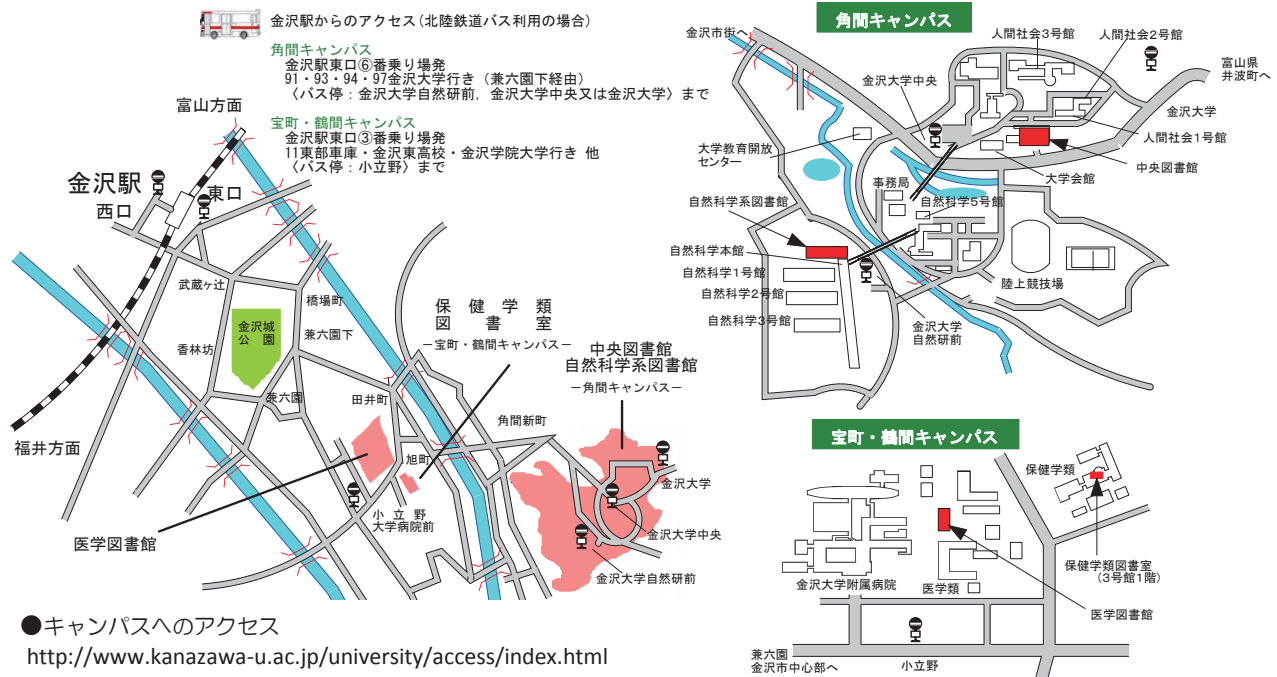 金沢駅からのアクセス(北陸鉄道バス利用の場合)
角間キャンパス
金沢駅東口⑥番乗り場発
91・93・94・97金沢大学行き（兼六園下経由）
〈バス停：金沢大学自然研前，金沢大学中央又は金沢大学〉まで
宝町・鶴間キャンパス
金沢駅東口③番乗り場発
11東部車庫・金沢東高校・金沢学院大学行き 他
〈バス停：小立野〉まで
富山方面
金沢駅
西口
東口
武蔵ヶ辻
橋場町
金沢城
公園
兼六園下
香林坊
兼六園
田井町
福井方面
旭町
角間新町
小立野
大学病院前
医学図書館
保健学類
図書室
－宝町・鶴間キャンパス－
中央図書館
自然科学系図書館
－角間キャンパス－
金沢大学
金沢大学中央
金沢大学自然研前
●キャンパスへのアクセス
http://www.kanazawa-u.ac.jp/university/access/index.html
角間キャンパス
金沢市街へ
人間社会3号館
人間社会2号館
富山県
井波町へ
金沢大学中央
金沢大学
人間社会1号館
大学教育開放
センター
中央図書館
大学会館
事務局
自然科学系図書館
自然科学5号館
自然科学本館
自然科学1号館
自然科学2号館
自然科学3号館
陸上競技場
金沢大学
自然研前
宝町・鶴間キャンパス
保健学類
保健学類図書室
(3号館1階)
金沢大学附属病院
医学類
医学図書館
兼六園
金沢市中心部へ
小立野